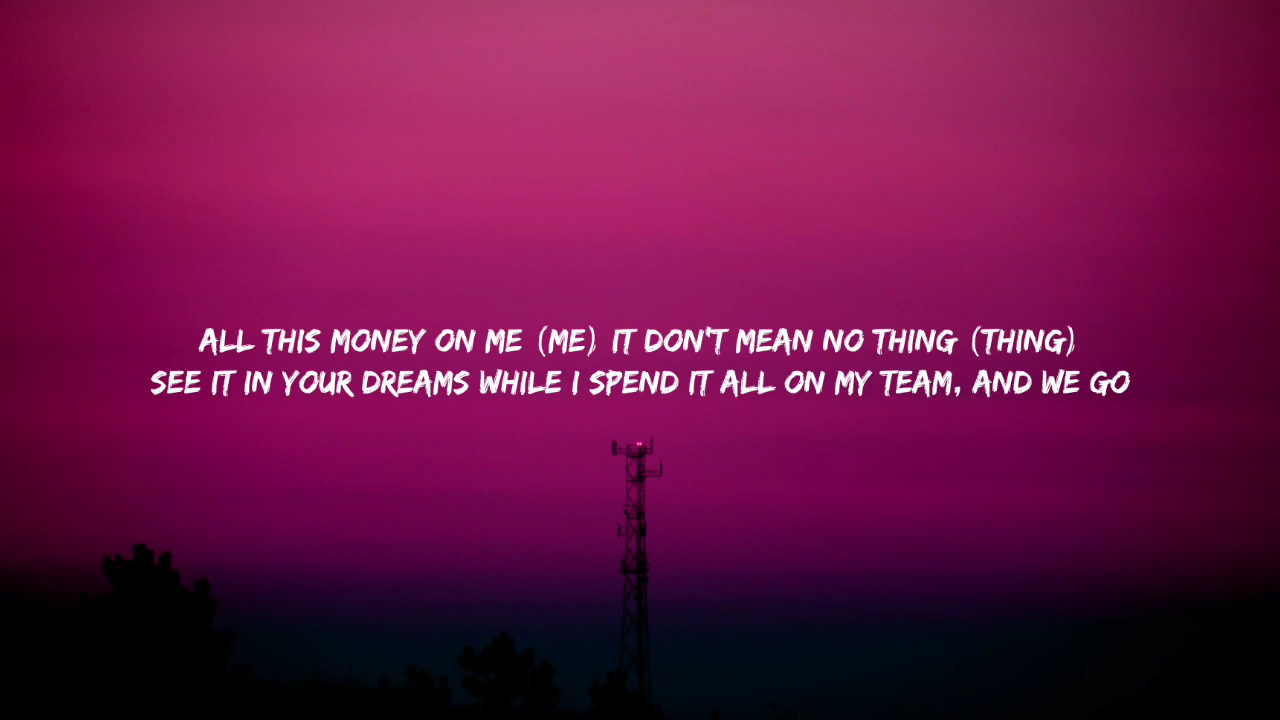 ALL THIS MONEY ON ME (ME) IT DON'T MEAN NO THING (THING)
SEE IT IN YOUR DREAMS WHILE I SPEND IT ALL ON MY TEAM, AND WE GO